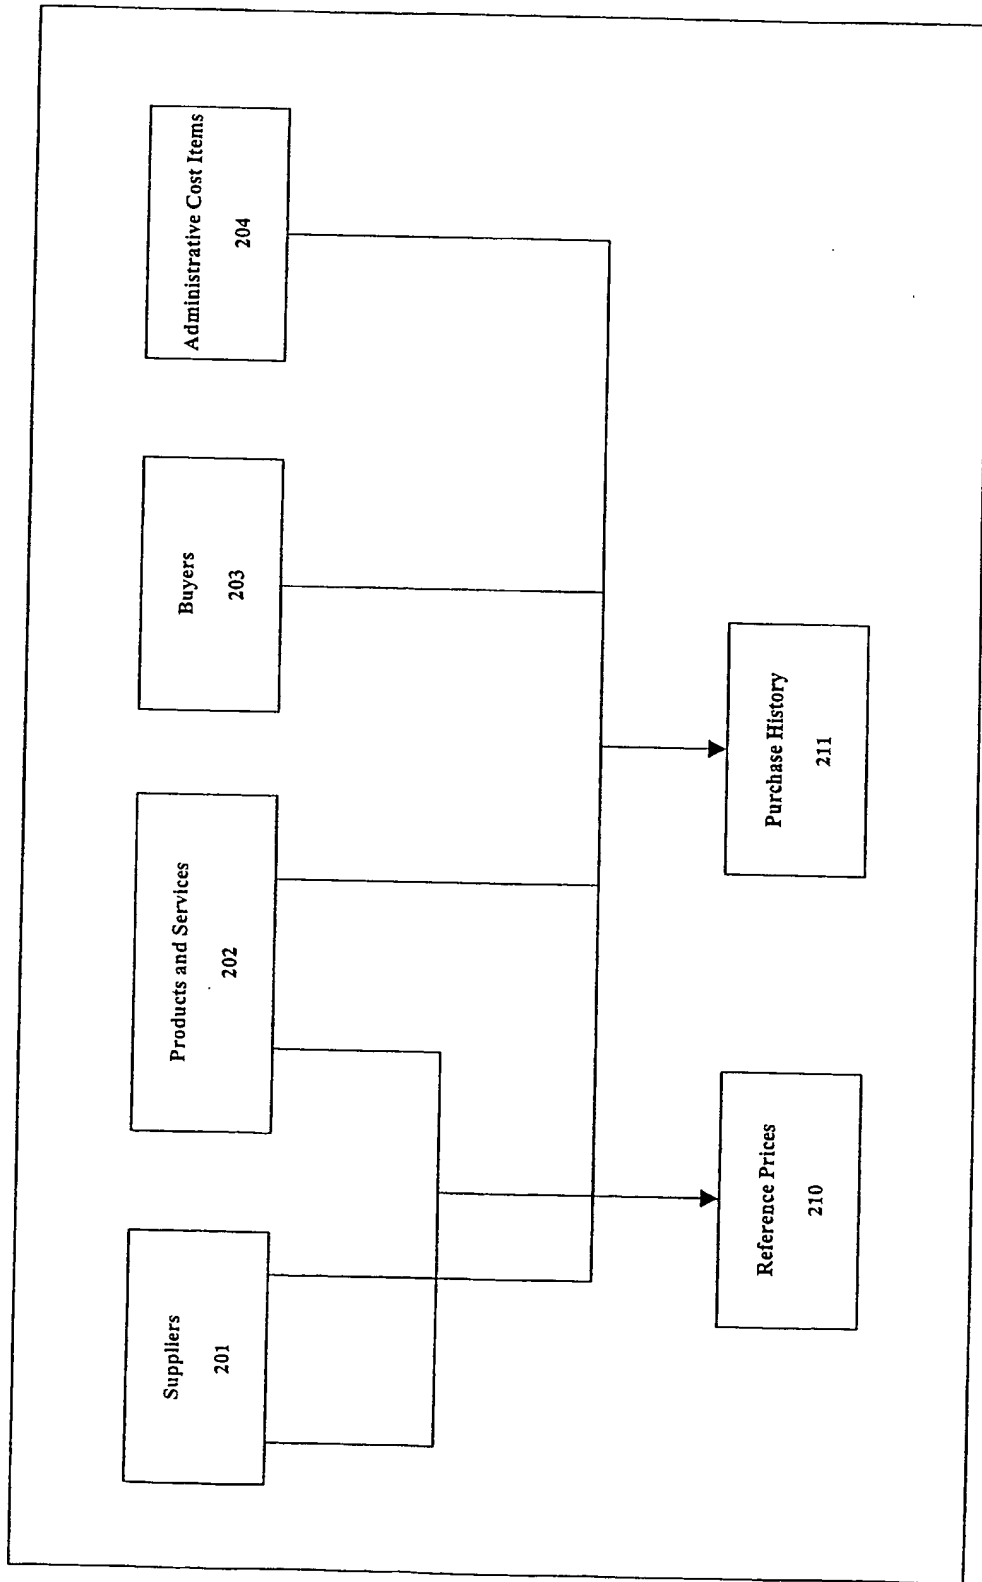 Suppliers
201
Products and Services
202
Buyers
203
Administrative Cost Items
204
Reference Prices
210
Purchase History
211